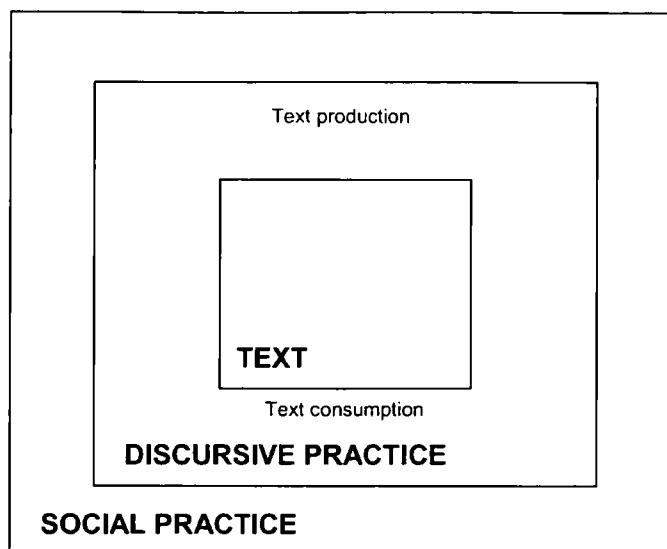 Text production
TEXT
Text consumption
DISCURSIVE PRACTICE
SOCIAL PRACTICE